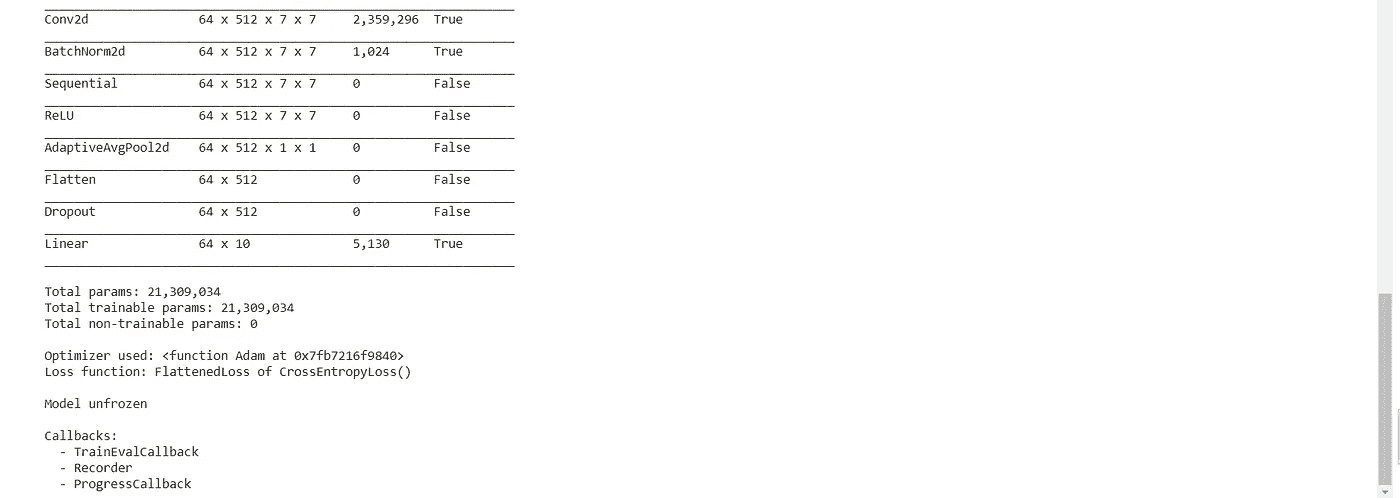 Conv2d 64 x 512 x 7 x 7 2,359,296 True
BatchNorm2d 64 x 512 x 7 x 7 1,024 True
Sequential 64 x 512 x 7 x 7 0 False
ReLU 64 x 512 x 7 x 7 0 False
AdaptiveAvgPool2d 64 x 512 x 1 x 1 0 False
Flatten 64 x 512 0 False
Dropout 64 x 512 0 False
Linear 64 x 10 5,130 True
Total params: 21,309,034
Total trainable params: 21,309,034
Total non-trainable params: 0
Optimizer used: <function Adam at 0x7fb7216f9840>
Loss function: FlattenedLoss of CrossEntropyLoss()
Model unfrozen
Callbacks:
- TrainEvalCallback
- Recorder
- ProgressCallback